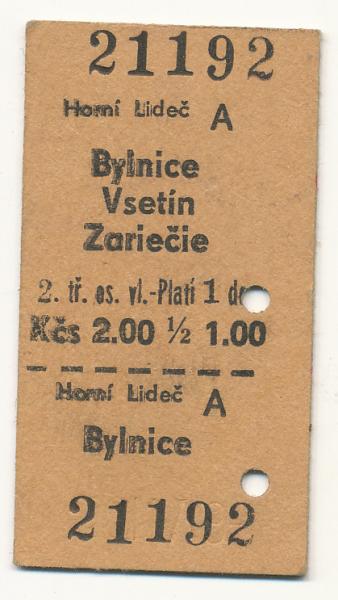 21192
Horní Lideč A
Bylnice
Vsetín
Zariečie
2. tř. os. vl.-Platí 1
Kčs 2.00 ½ 1.00
Horní Lideč A
Bylnice
21192